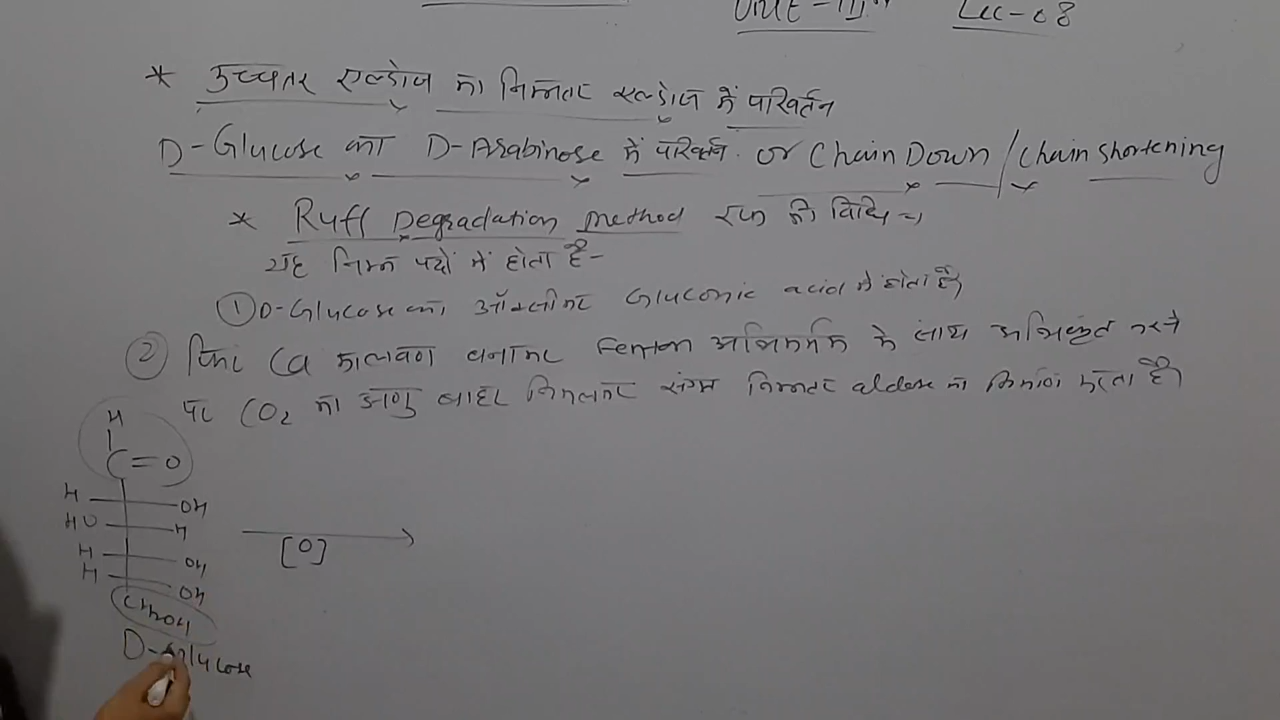 Unit-III Lec-08
* उच्चतर एल्डोज का निम्नतर एल्डोज में परिवर्तन
D-Glucose का D-Arabinose में परिवर्तन or Chain Down/Chain shortening
* Ruff Degradation method रफ की विधि →
यह निम्न पदों में होता है-
① D-Glucose का ऑक्सीकरण Gluconic acid में होता है
② फिर Ca का लवण बनाकर Fenton अभिकर्मक के साथ अभिकृत करने
पर CO2 का अणु बाहर निकलकर संगत निम्नतर aldose का निर्माण करता है।
H
C=O
H OH
HO H
[O]
H OH
H OH
CH2OH
D-Glucose